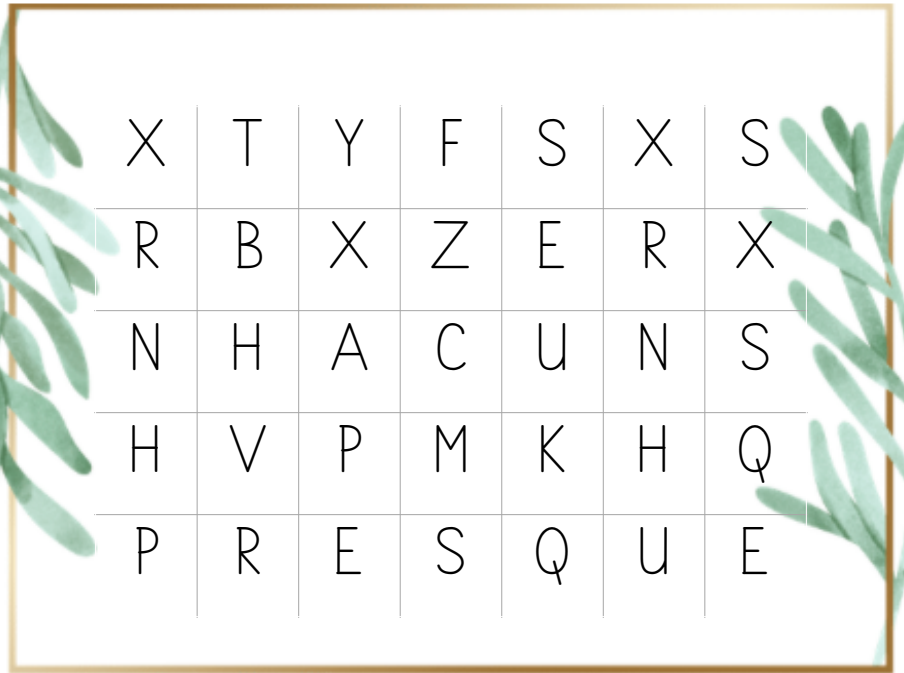 X T Y F S X S
R B X Z E R X
N H A C U N S
H V P M K H Q
P R E S Q U E